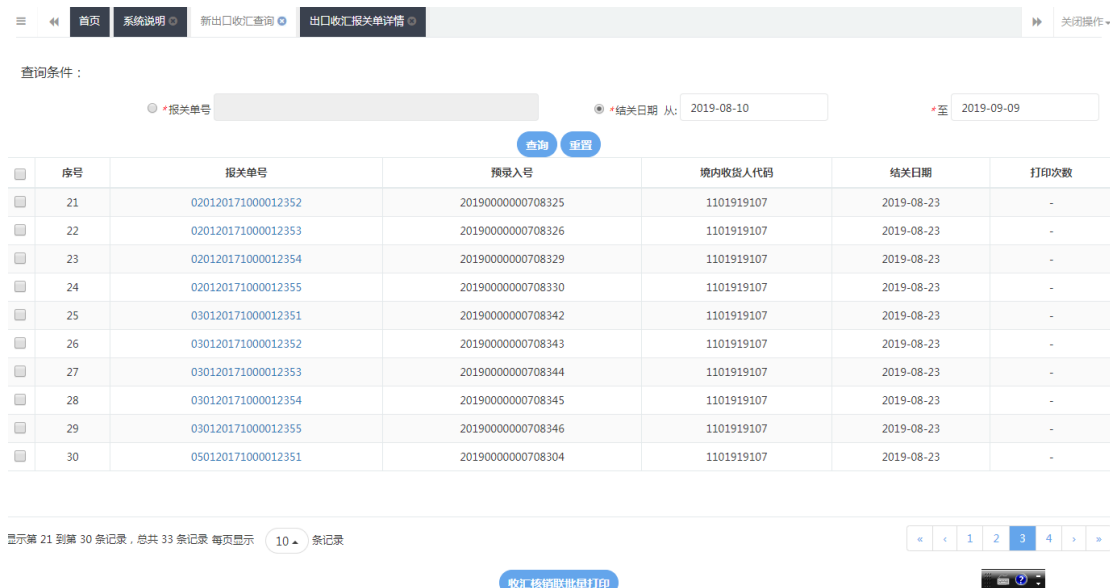 首页 系统说明 新出口收汇查询 出口收汇报关单详情 关闭操作
查询条件：
*报关单号 *结关日期 从: 2019-08-10 *至 2019-09-09
查询 重置
序号 报关单号 预录入号 境内收货人代码 结关日期 打印次数
21 020120171000012352 20190000000708325 1101919107 2019-08-23 -
22 020120171000012353 20190000000708326 1101919107 2019-08-23 -
23 020120171000012354 20190000000708329 1101919107 2019-08-23 -
24 020120171000012355 20190000000708330 1101919107 2019-08-23 -
25 030120171000012351 20190000000708342 1101919107 2019-08-23 -
26 030120171000012352 20190000000708343 1101919107 2019-08-23 -
27 030120171000012353 20190000000708344 1101919107 2019-08-23 -
28 030120171000012354 20190000000708345 1101919107 2019-08-23 -
29 030120171000012355 20190000000708346 1101919107 2019-08-23 -
30 050120171000012351 20190000000708304 1101919107 2019-08-23 -
显示第 21 到第 30 条记录，总共 33 条记录 每页显示 10 条记录 « ‹ 1 2 3 4 › »
收汇核销联批量打印